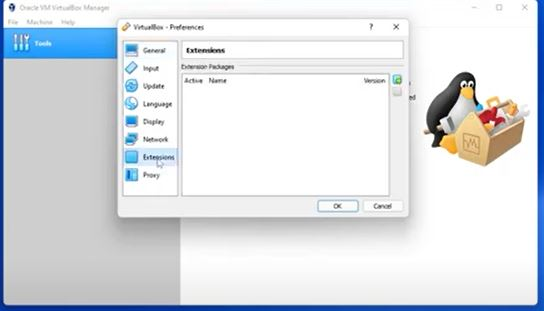 Oracle VM VirtualBox Manager
File Machine Help
Tools
VirtualBox - Preferences
?
General
Input
Update
Language
Display
Network
Extensions
Proxy
Extensions
Extension Packages
Active Name Version
OK Cancel